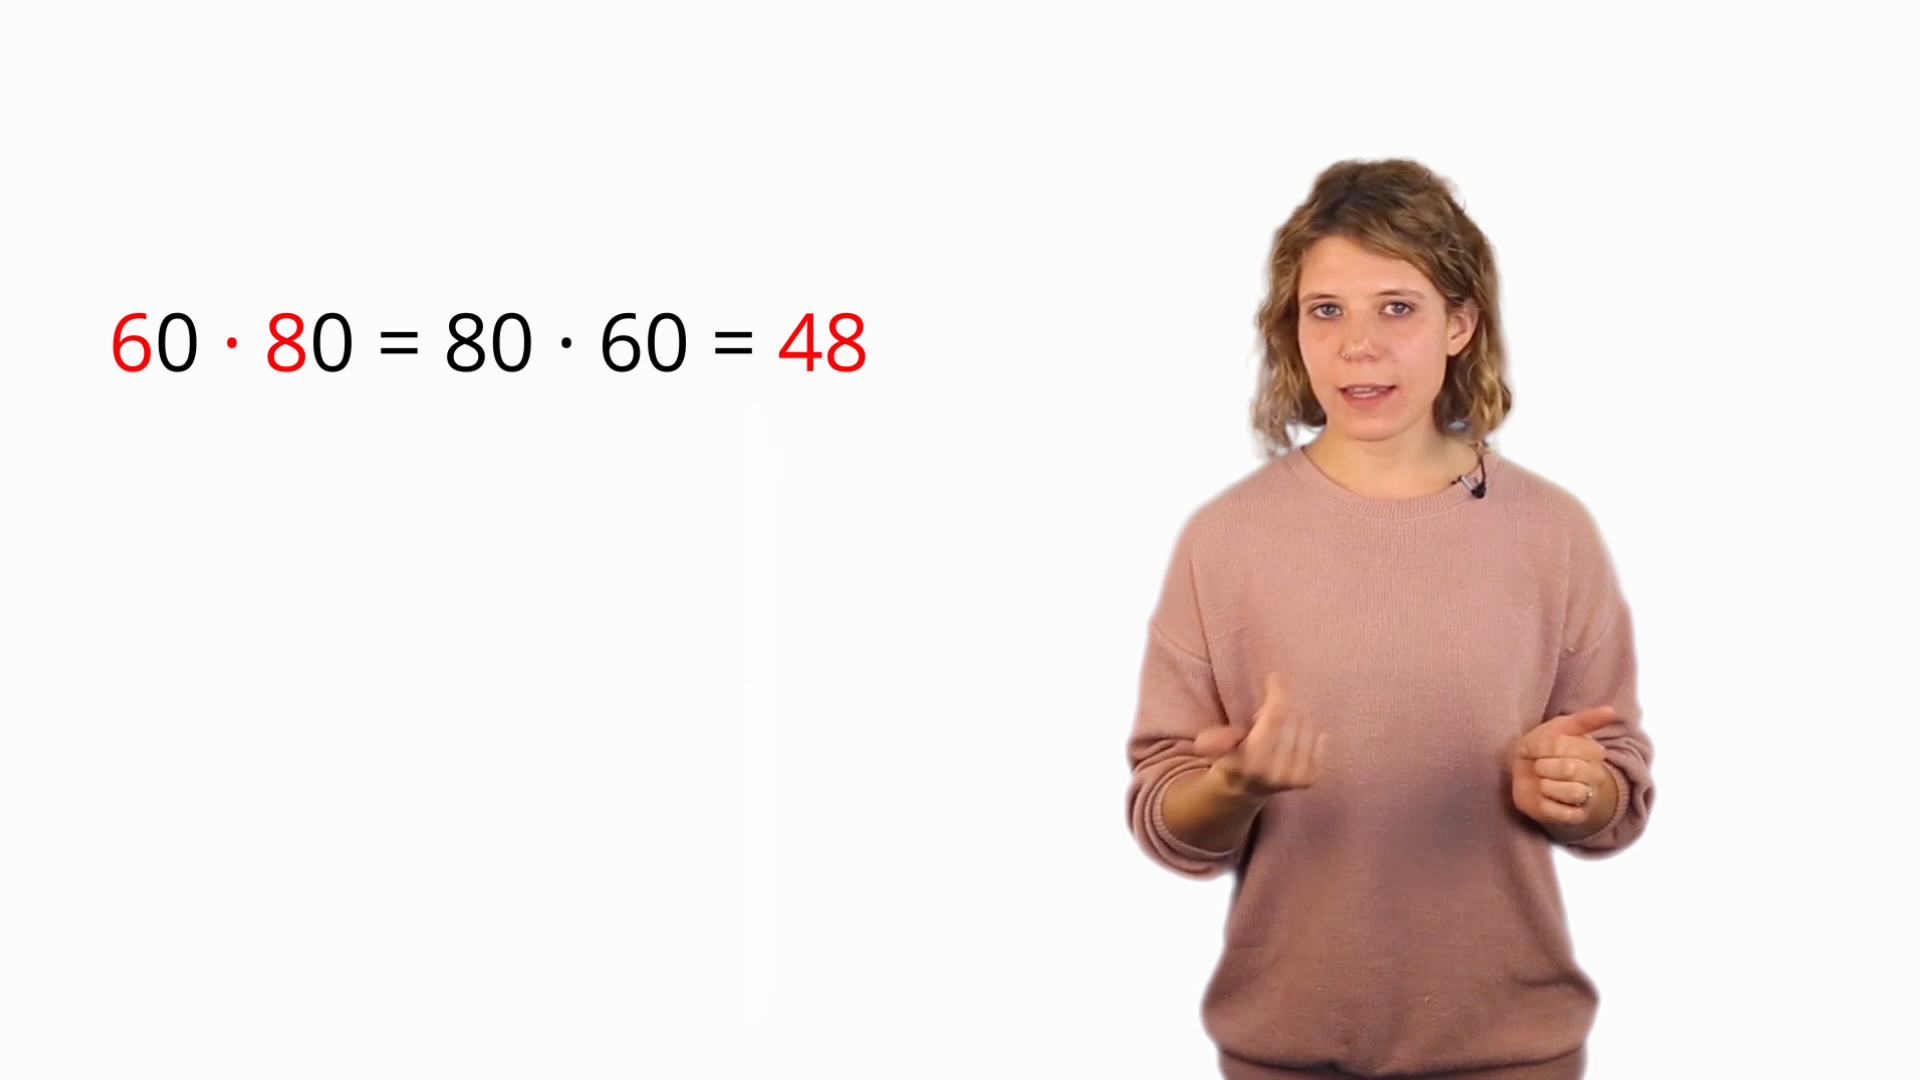 60 · 80 = 80 · 60 = 48